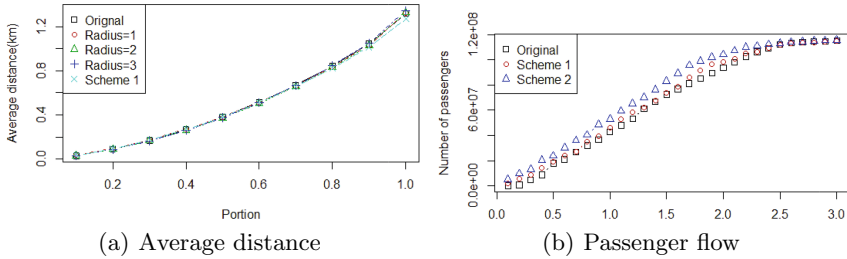 Average distance(km)
0.0 0.4 0.8 1.2
Orignal
Radius=1
Radius=2
Radius=3
Scheme 1
0.2 0.4 0.6 0.8 1.0
Portion
(a) Average distance
Number of passengers
0.0e+00 6.0e+07 1.2e+08
Original
Scheme 1
Scheme 2
0.0 0.5 1.0 1.5 2.0 2.5 3.0
(b) Passenger flow